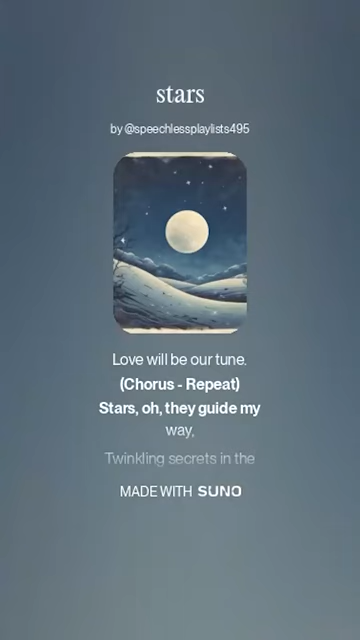 stars
by @speechlessplaylists495
Love will be our tune.
(Chorus - Repeat)
Stars, oh, they guide my
way,
Twinkling secrets in the
MADE WITH SUNO